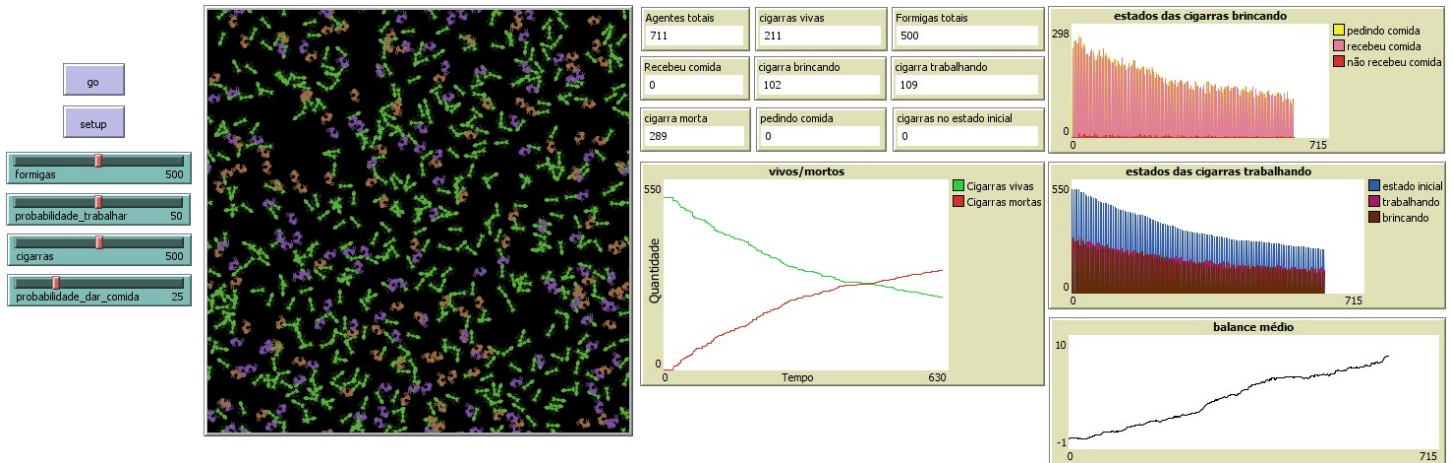 go
setup
formigas 500
probabilidade_trabalhar 50
cigarras 500
probabilidade_dar_comida 25
Agentes totais
711
cigarras vivas
211
Formigas totais
500
Recebeu comida
0
cigarra brincando
102
cigarra trabalhando
109
cigarra morta
289
pedindo comida
0
cigarras no estado inicial
0
vivos/mortos
550
Quantidade
0
0 Tempo 630
Cigarras vivas
Cigarras mortas
estados das cigarras brincando
298
0
0 715
pedindo comida
recebeu comida
não recebeu comida
estados das cigarras trabalhando
550
0
0 715
estado inicial
trabalhando
brincando
balance médio
10
-1
0 715